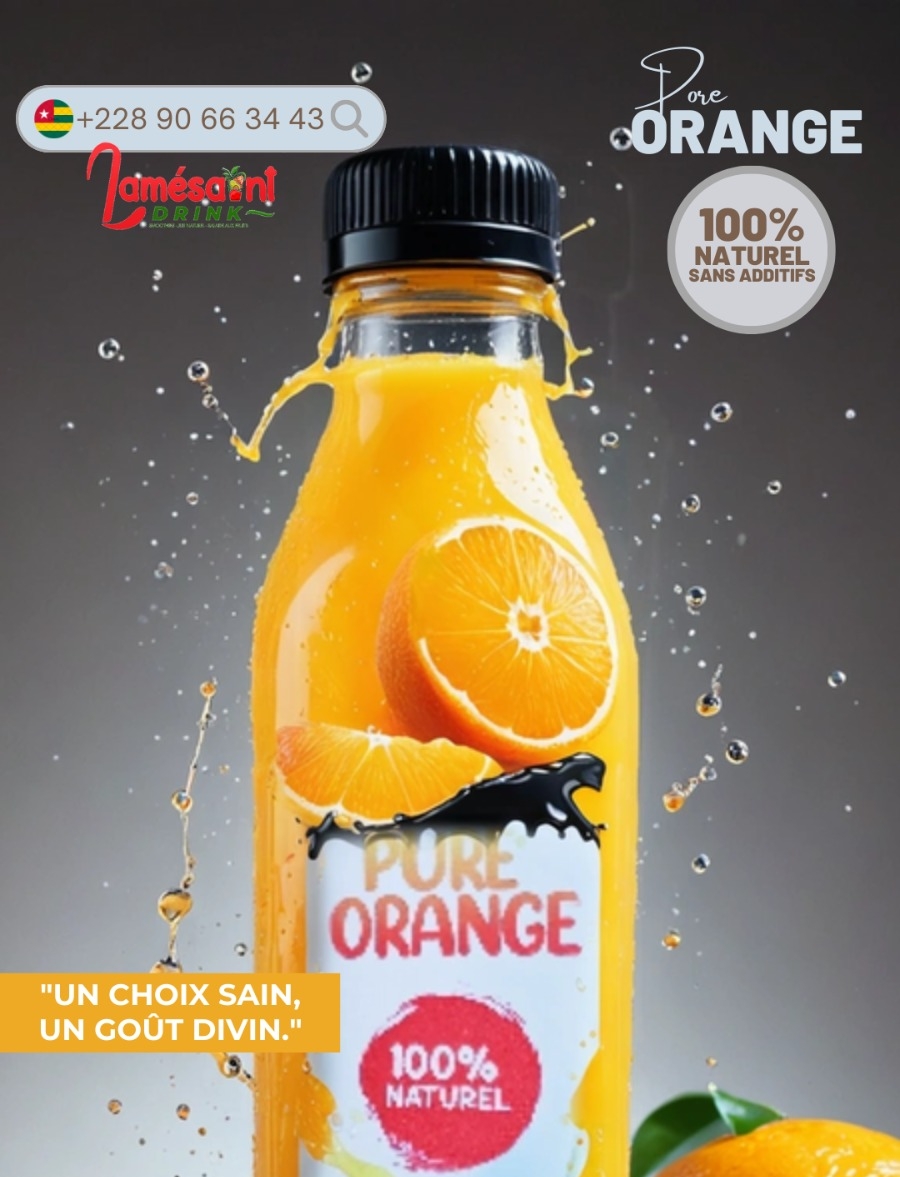 +228 90 66 34 43
Lamésaint
DRINK
Pore
ORANGE
100%
NATUREL
SANS ADDITIFS
PURE
ORANGE
100%
NATUREL
"UN CHOIX SAIN,
UN GOÛT DIVIN."